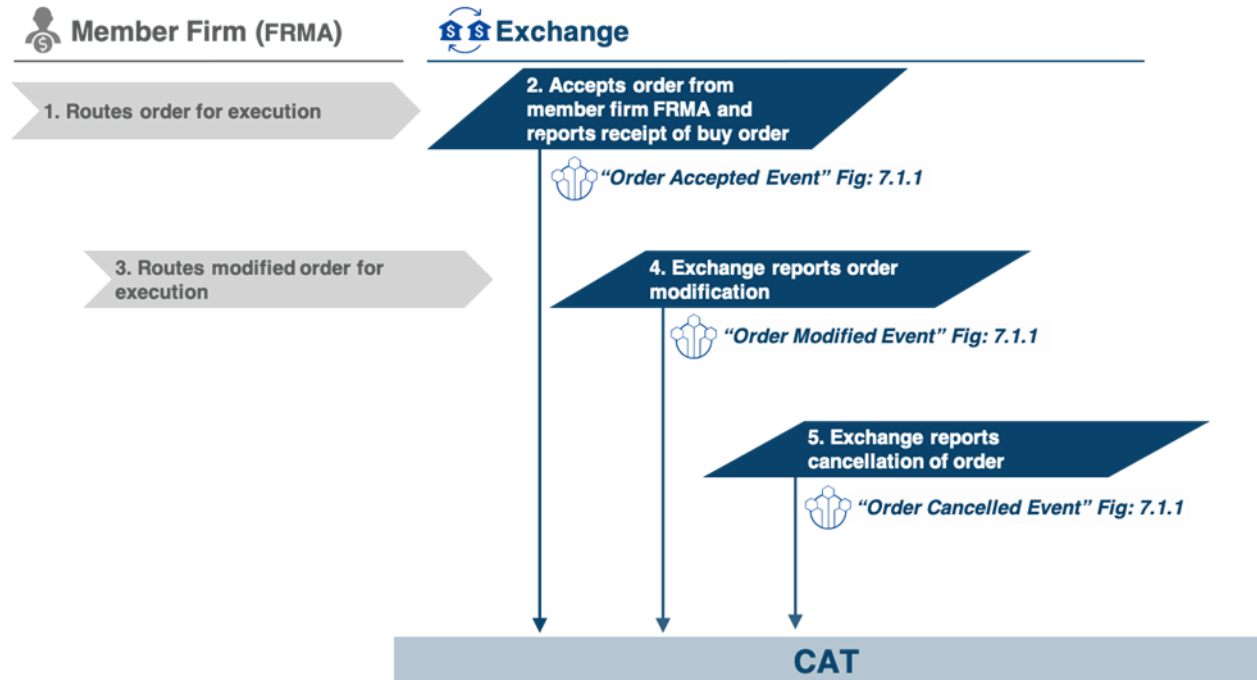 Member Firm (FRMA)
$
$ $
Exchange
1. Routes order for execution
2. Accepts order from
member firm FRMA and
reports receipt of buy order
“Order Accepted Event” Fig: 7.1.1
3. Routes modified order for
execution
4. Exchange reports order
modification
“Order Modified Event” Fig: 7.1.1
5. Exchange reports
cancellation of order
“Order Cancelled Event” Fig: 7.1.1
CAT